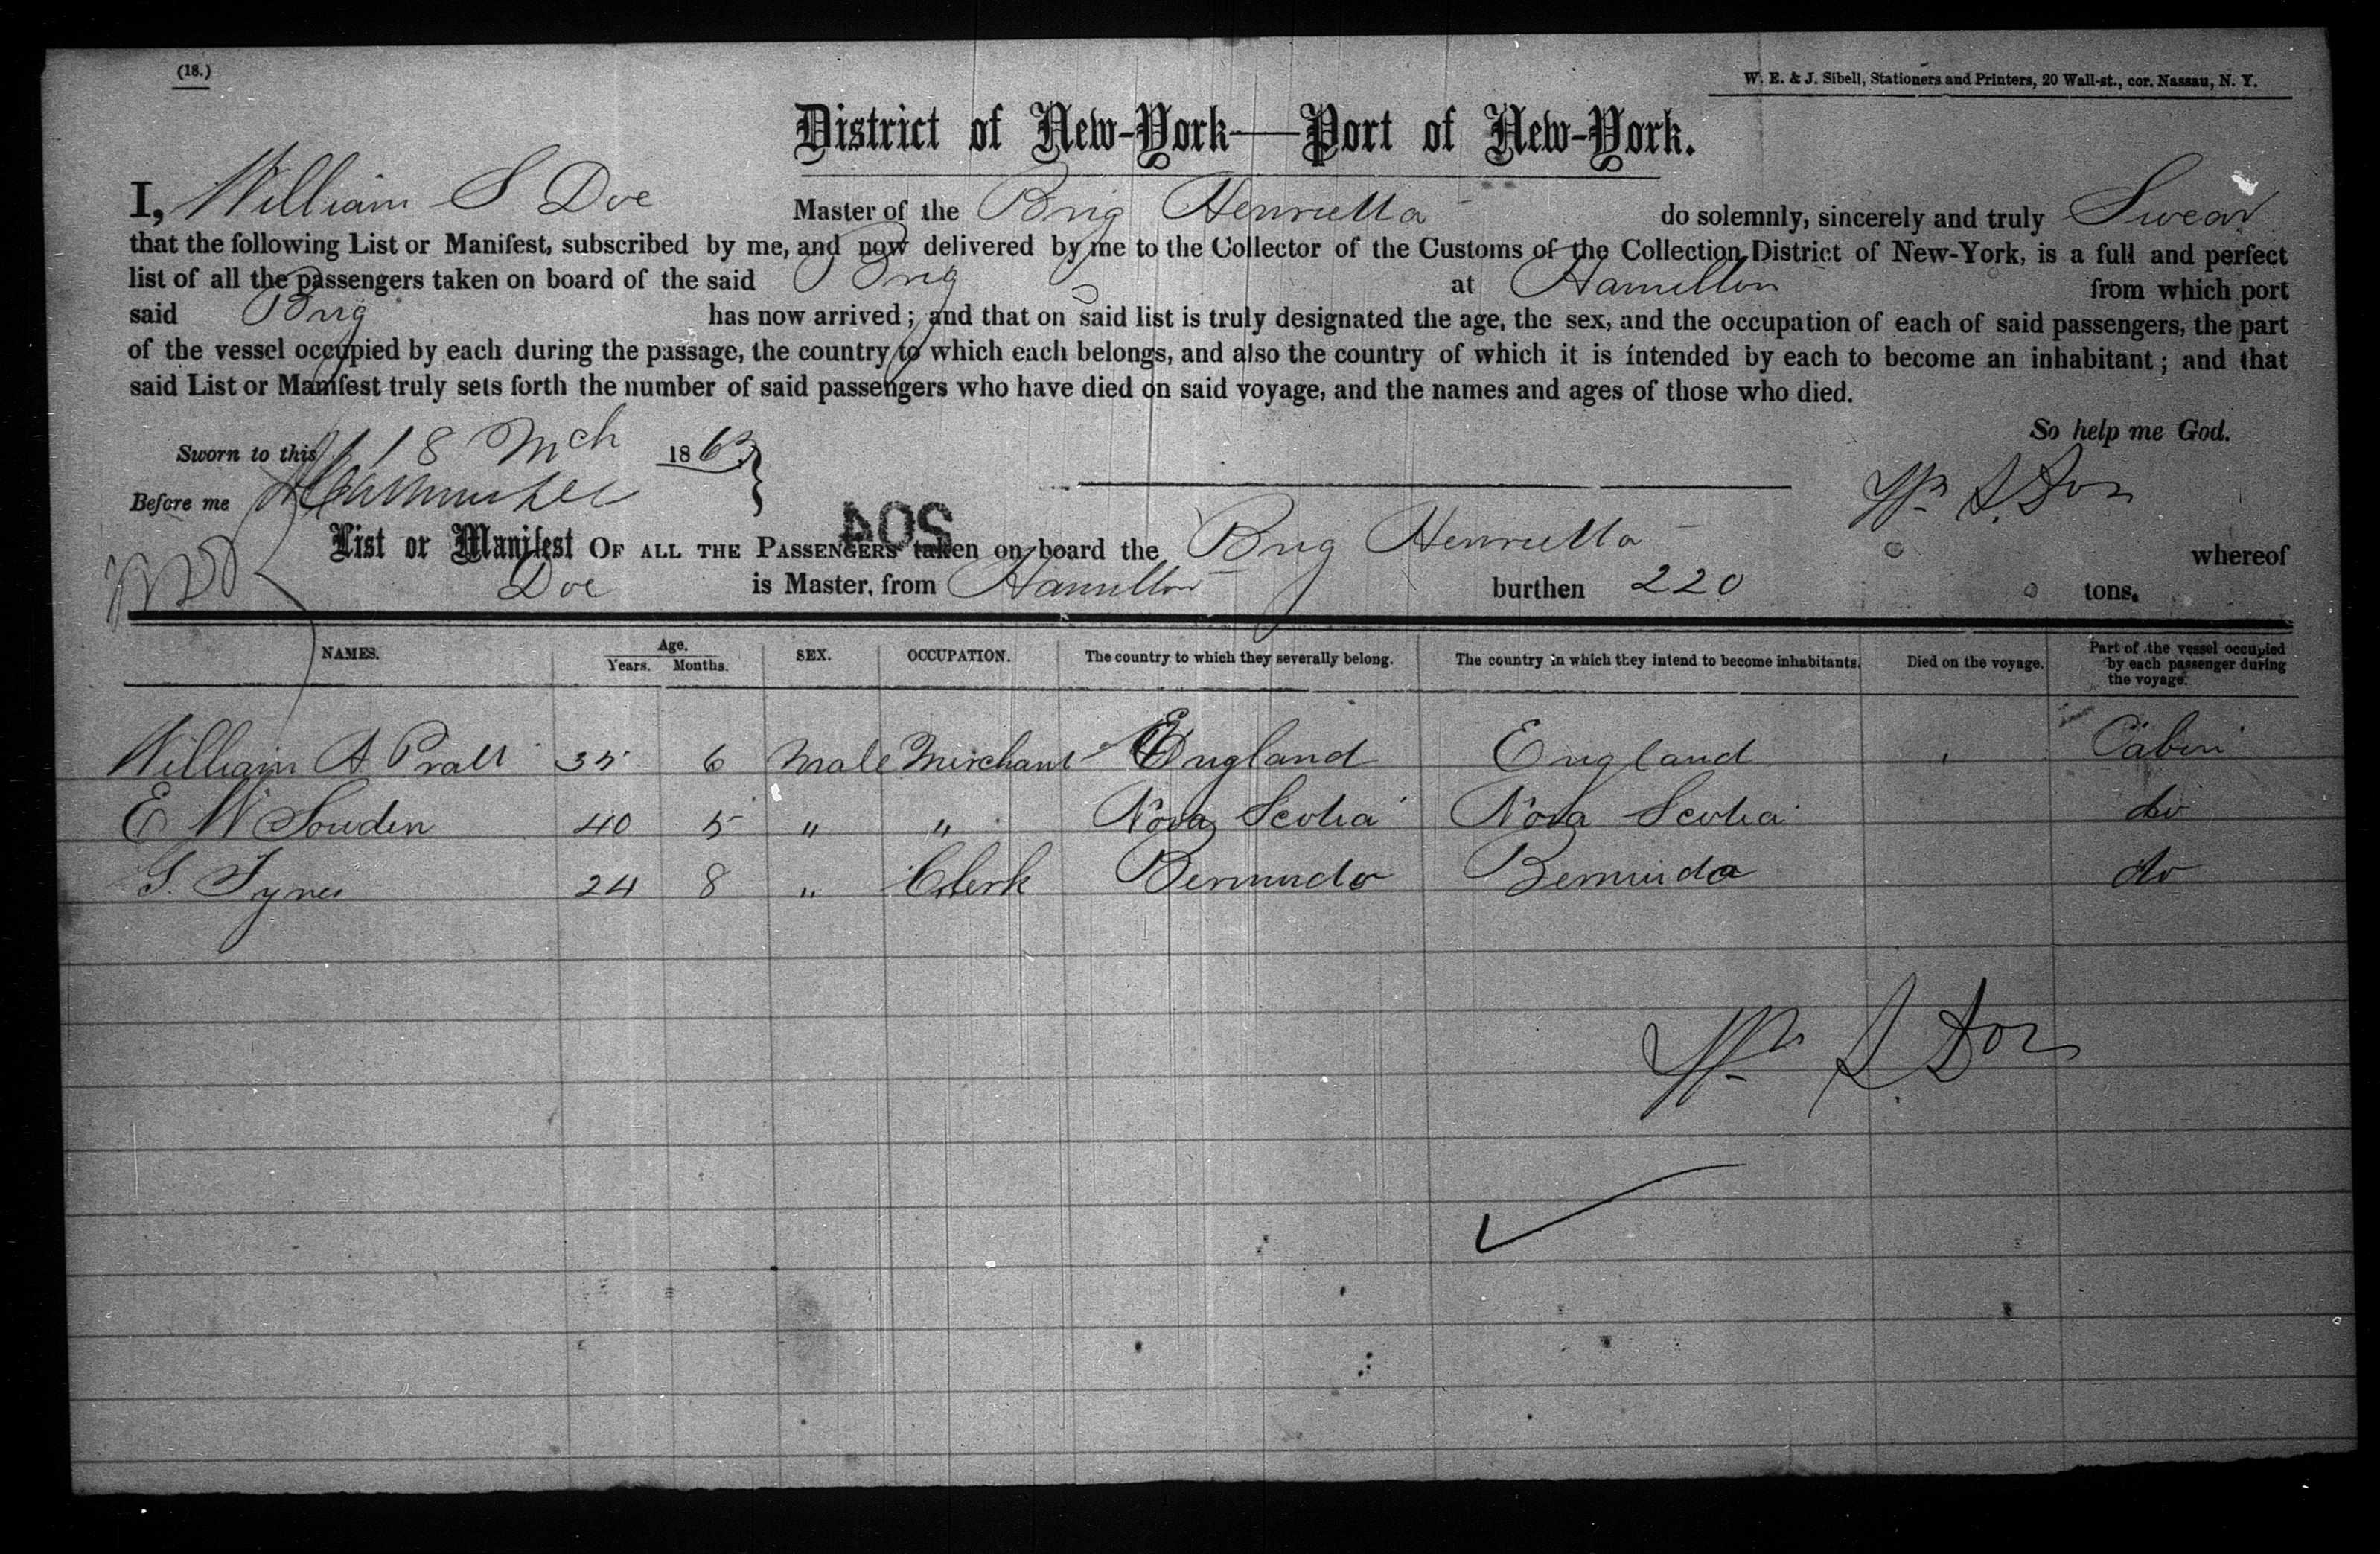 (18.)
W. E. & J. Sibell, Stationers and Printers, 20 Wall-st., cor. Nassau, N. Y.
District of New-York—Port of New-York.
I, William S Doe Master of the Brig Henrietta do solemnly, sincerely and truly Swear
that the following List or Manifest, subscribed by me, and now delivered by me to the Collector of the Customs of the Collection District of New-York, is a full and perfect
list of all the passengers taken on board of the said Brig at Hamilton from which port
said Brig has now arrived; and that on said list is truly designated the age, the sex, and the occupation of each of said passengers, the part
of the vessel occupied by each during the passage, the country to which each belongs, and also the country of which it is intended by each to become an inhabitant; and that
said List or Manifest truly sets forth the number of said passengers who have died on said voyage, and the names and ages of those who died.
So help me God.
Sworn to this 18 Mch 1863
Before me
Wm S. Doe
204
List or Manifest OF ALL THE PASSENGERS taken on board the Brig Henrietta whereof
Doe is Master, from Hamilton burthen 220 tons.
NAMES. Age. Years. Months. SEX. OCCUPATION. The country to which they severally belong. The country in which they intend to become inhabitants. Died on the voyage. Part of the vessel occupied by each passenger during the voyage.
William A Pratt 35 6 Male Merchant England England Cabin
E W Souden 40 5 " " Nova Scotia Nova Scotia do
G. Tynes 24 8 " Clerk Bermuda Bermuda do
Wm S. Doe